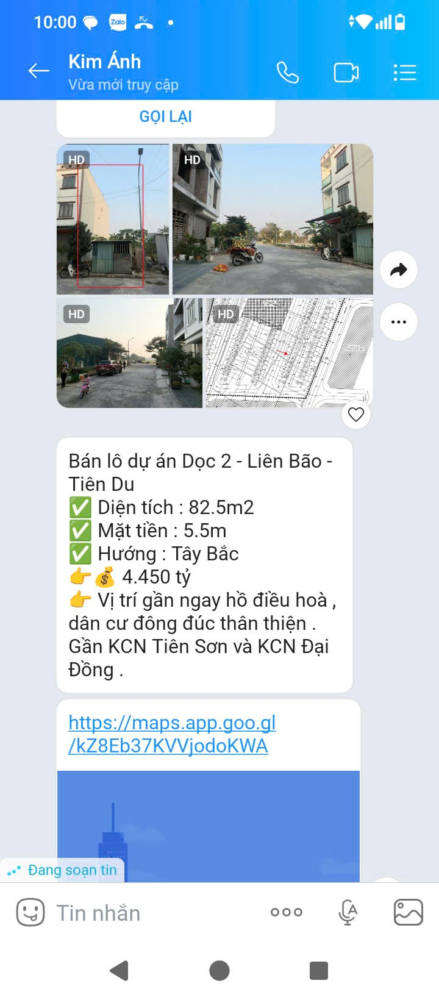 10:00
Zalo
Kim Ánh
Vừa mới truy cập
GỌI LẠI
HD
HD
HD
HD
Bán lô dự án Dọc 2 - Liên Bão -
Tiên Du
✅ Diện tích : 82.5m2
✅ Mặt tiền : 5.5m
✅ Hướng : Tây Bắc
👉💰 4.450 tỷ
👉 Vị trí gần ngay hồ điều hoà ,
dân cư đông đúc thân thiện .
Gần KCN Tiên Sơn và KCN Đại
Đồng .
https://maps.app.goo.gl
/kZ8Eb37KVVjodoKWA
Đang soạn tin
Tin nhắn